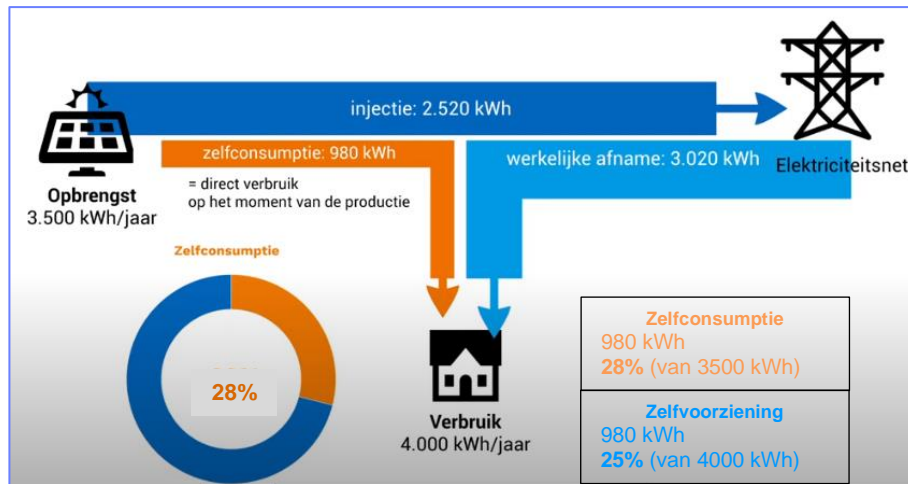 injectie: 2.520 kWh
zelfconsumptie: 980 kWh
werkelijke afname: 3.020 kWh
Elektriciteitsnet
Opbrengst
3.500 kWh/jaar
= direct verbruik
op het moment van de productie
Zelfconsumptie
28%
Verbruik
4.000 kWh/jaar
Zelfconsumptie
980 kWh
28% (van 3500 kWh)
Zelfvoorziening
980 kWh
25% (van 4000 kWh)